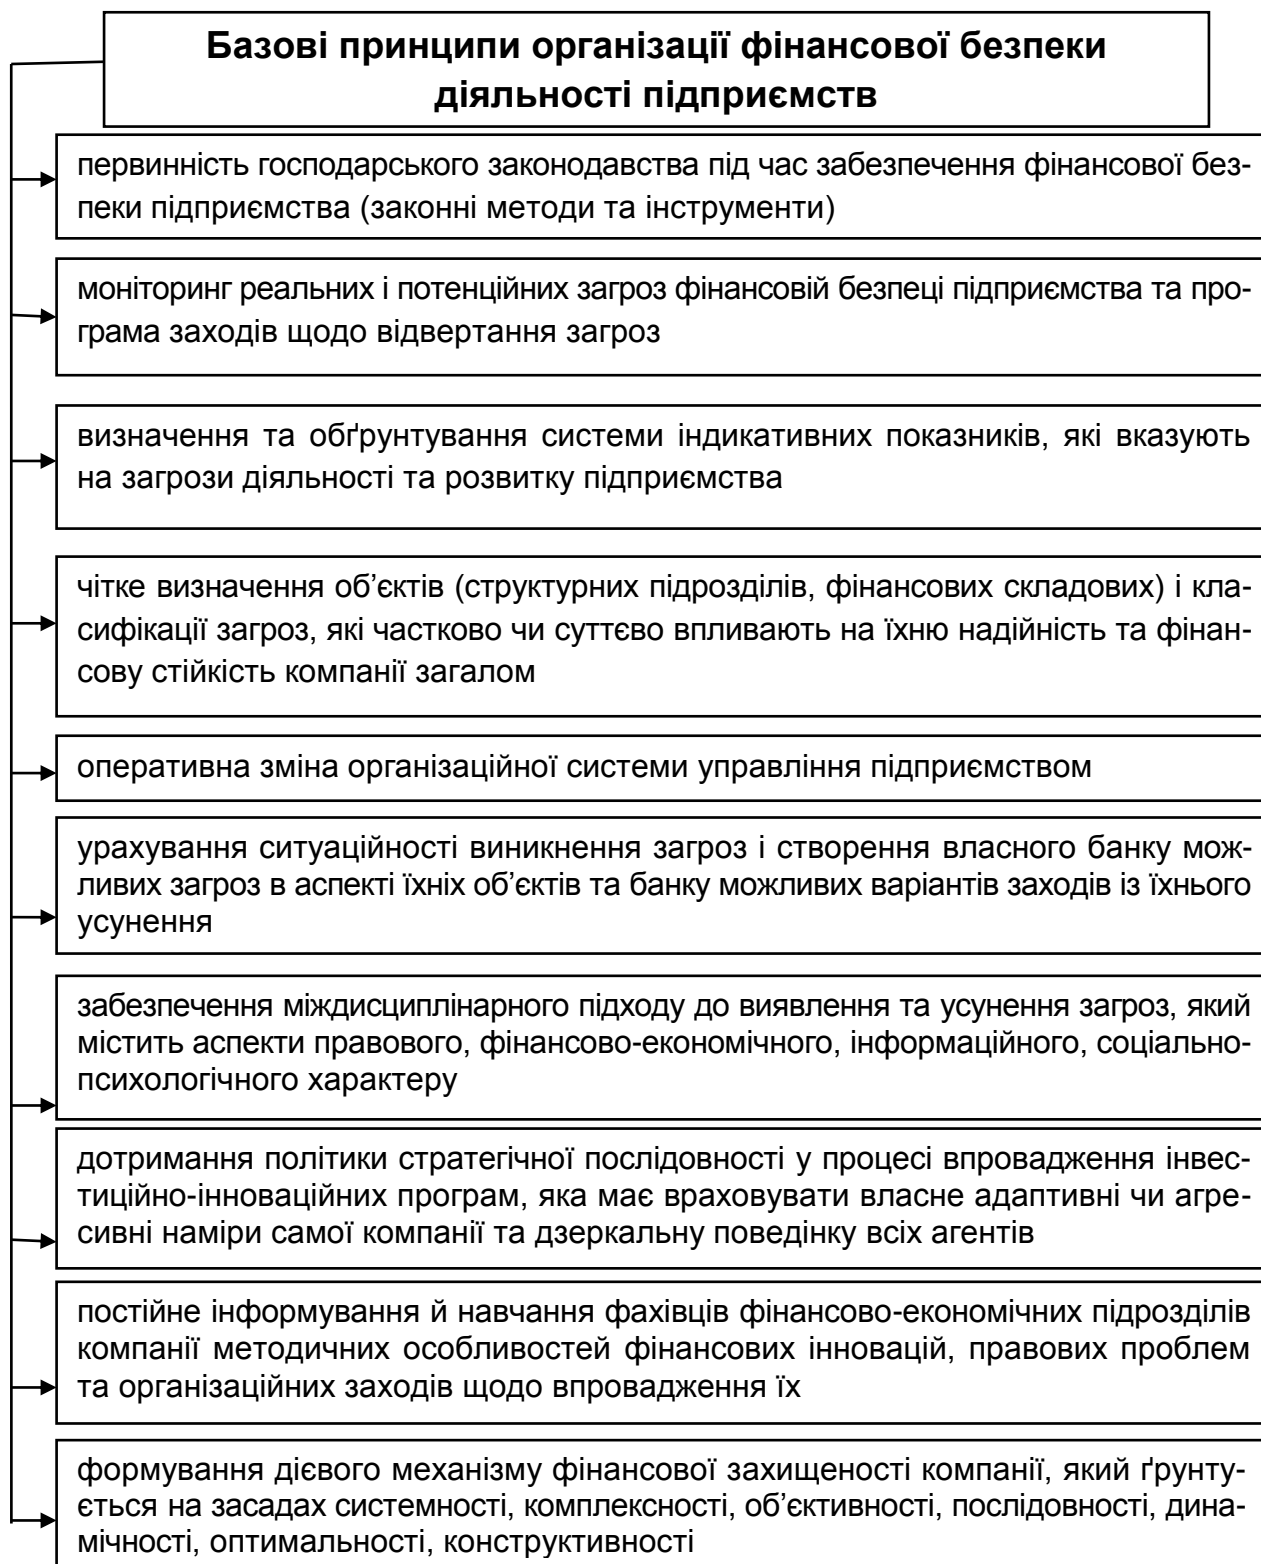 Базові принципи організації фінансової безпеки
діяльності підприємств
первинність господарського законодавства під час забезпечення фінансової без-
пеки підприємства (законні методи та інструменти)
моніторинг реальних і потенційних загроз фінансовій безпеці підприємства та про-
грама заходів щодо відвертання загроз
визначення та обґрунтування системи індикативних показників, які вказують
на загрози діяльності та розвитку підприємства
чітке визначення об’єктів (структурних підрозділів, фінансових складових) і кла-
сифікації загроз, які частково чи суттєво впливають на їхню надійність та фінан-
сову стійкість компанії загалом
оперативна зміна організаційної системи управління підприємством
урахування ситуаційності виникнення загроз і створення власного банку мож-
ливих загроз в аспекті їхніх об’єктів та банку можливих варіантів заходів із їхнього
усунення
забезпечення міждисциплінарного підходу до виявлення та усунення загроз, який
містить аспекти правового, фінансово-економічного, інформаційного, соціально-
психологічного характеру
дотримання політики стратегічної послідовності у процесі впровадження інвес-
тиційно-інноваційних програм, яка має враховувати власне адаптивні чи агре-
сивні наміри самої компанії та дзеркальну поведінку всіх агентів
постійне інформування й навчання фахівців фінансово-економічних підрозділів
компанії методичних особливостей фінансових інновацій, правових проблем
та організаційних заходів щодо впровадження їх
формування дієвого механізму фінансової захищеності компанії, який ґрунту-
ється на засадах системності, комплексності, об’єктивності, послідовності, дина-
мічності, оптимальності, конструктивності